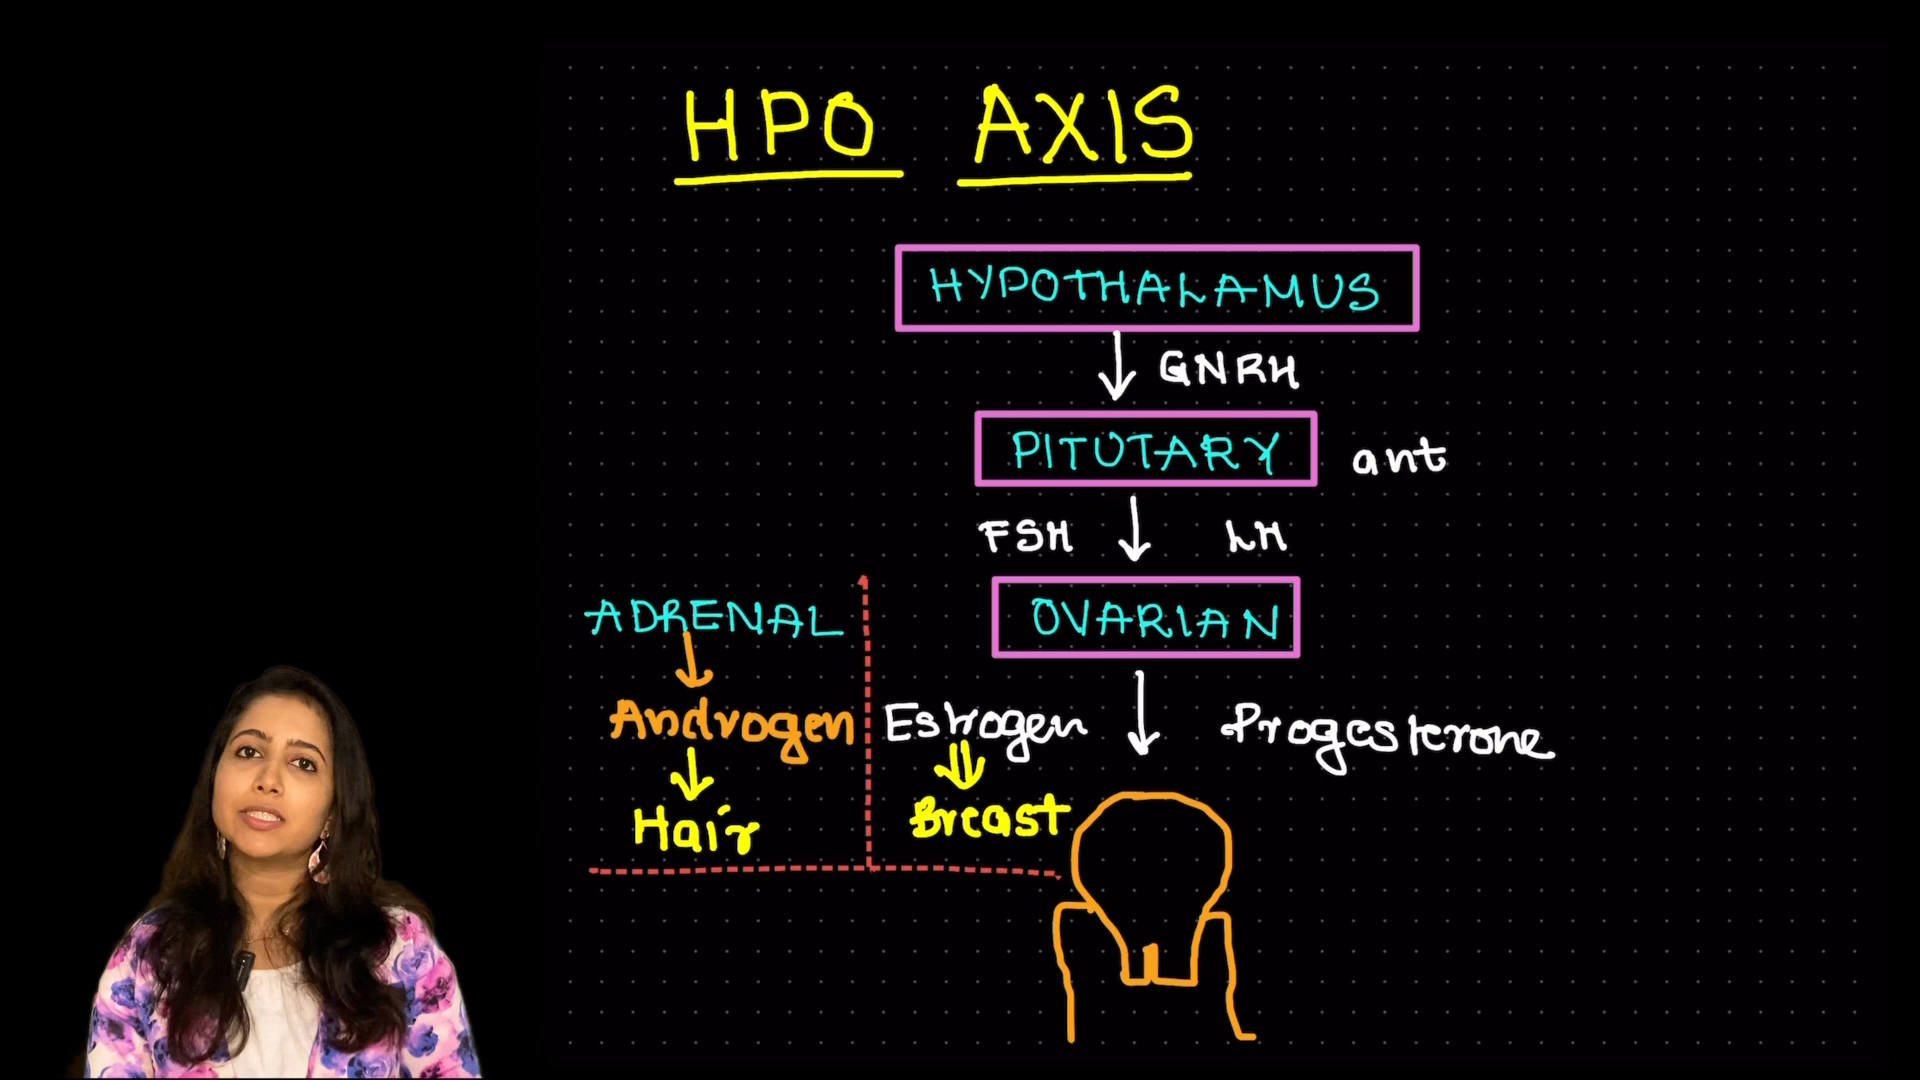 HPO AXIS
HYPOTHALAMUS
GNRH
PITUTARY ant
FSH LH
ADRENAL OVARIAN
Androgen Estrogen Progesterone
Hair Breast